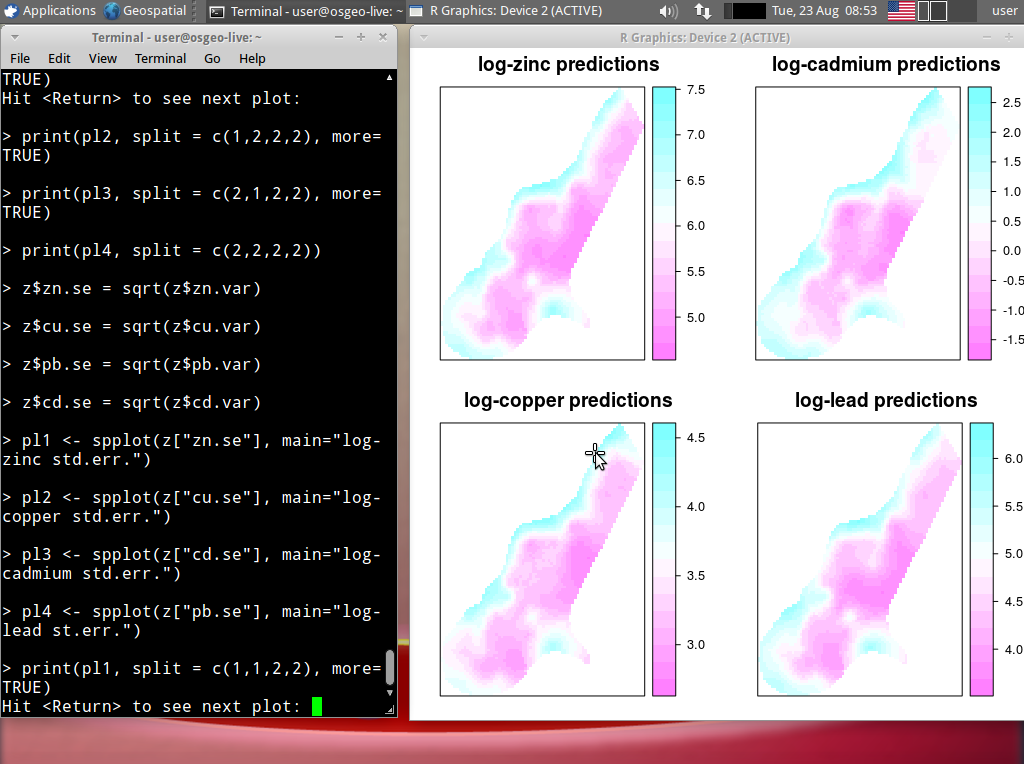 Applications Geospatial Terminal - user@osgeo-live: ~ R Graphics: Device 2 (ACTIVE) Tue, 23 Aug 08:53 user
Terminal - user@osgeo-live: ~
File Edit View Terminal Go Help
TRUE)
Hit <Return> to see next plot:
> print(pl2, split = c(1,2,2,2), more=
TRUE)
> print(pl3, split = c(2,1,2,2), more=
TRUE)
> print(pl4, split = c(2,2,2,2))
> z$zn.se = sqrt(z$zn.var)
> z$cu.se = sqrt(z$cu.var)
> z$pb.se = sqrt(z$pb.var)
> z$cd.se = sqrt(z$cd.var)
> pl1 <- spplot(z["zn.se"], main="log-
zinc std.err.")
> pl2 <- spplot(z["cu.se"], main="log-
copper std.err.")
> pl3 <- spplot(z["cd.se"], main="log-
cadmium std.err.")
> pl4 <- spplot(z["pb.se"], main="log-
lead st.err.")
> print(pl1, split = c(1,1,2,2), more=
TRUE)
Hit <Return> to see next plot:
R Graphics: Device 2 (ACTIVE)
log-zinc predictions
7.5
7.0
6.5
6.0
5.5
5.0
log-cadmium predictions
2.5
2.0
1.5
1.0
0.5
0.0
-0.5
-1.0
-1.5
log-copper predictions
4.5
4.0
3.5
3.0
log-lead predictions
6.0
5.5
5.0
4.5
4.0